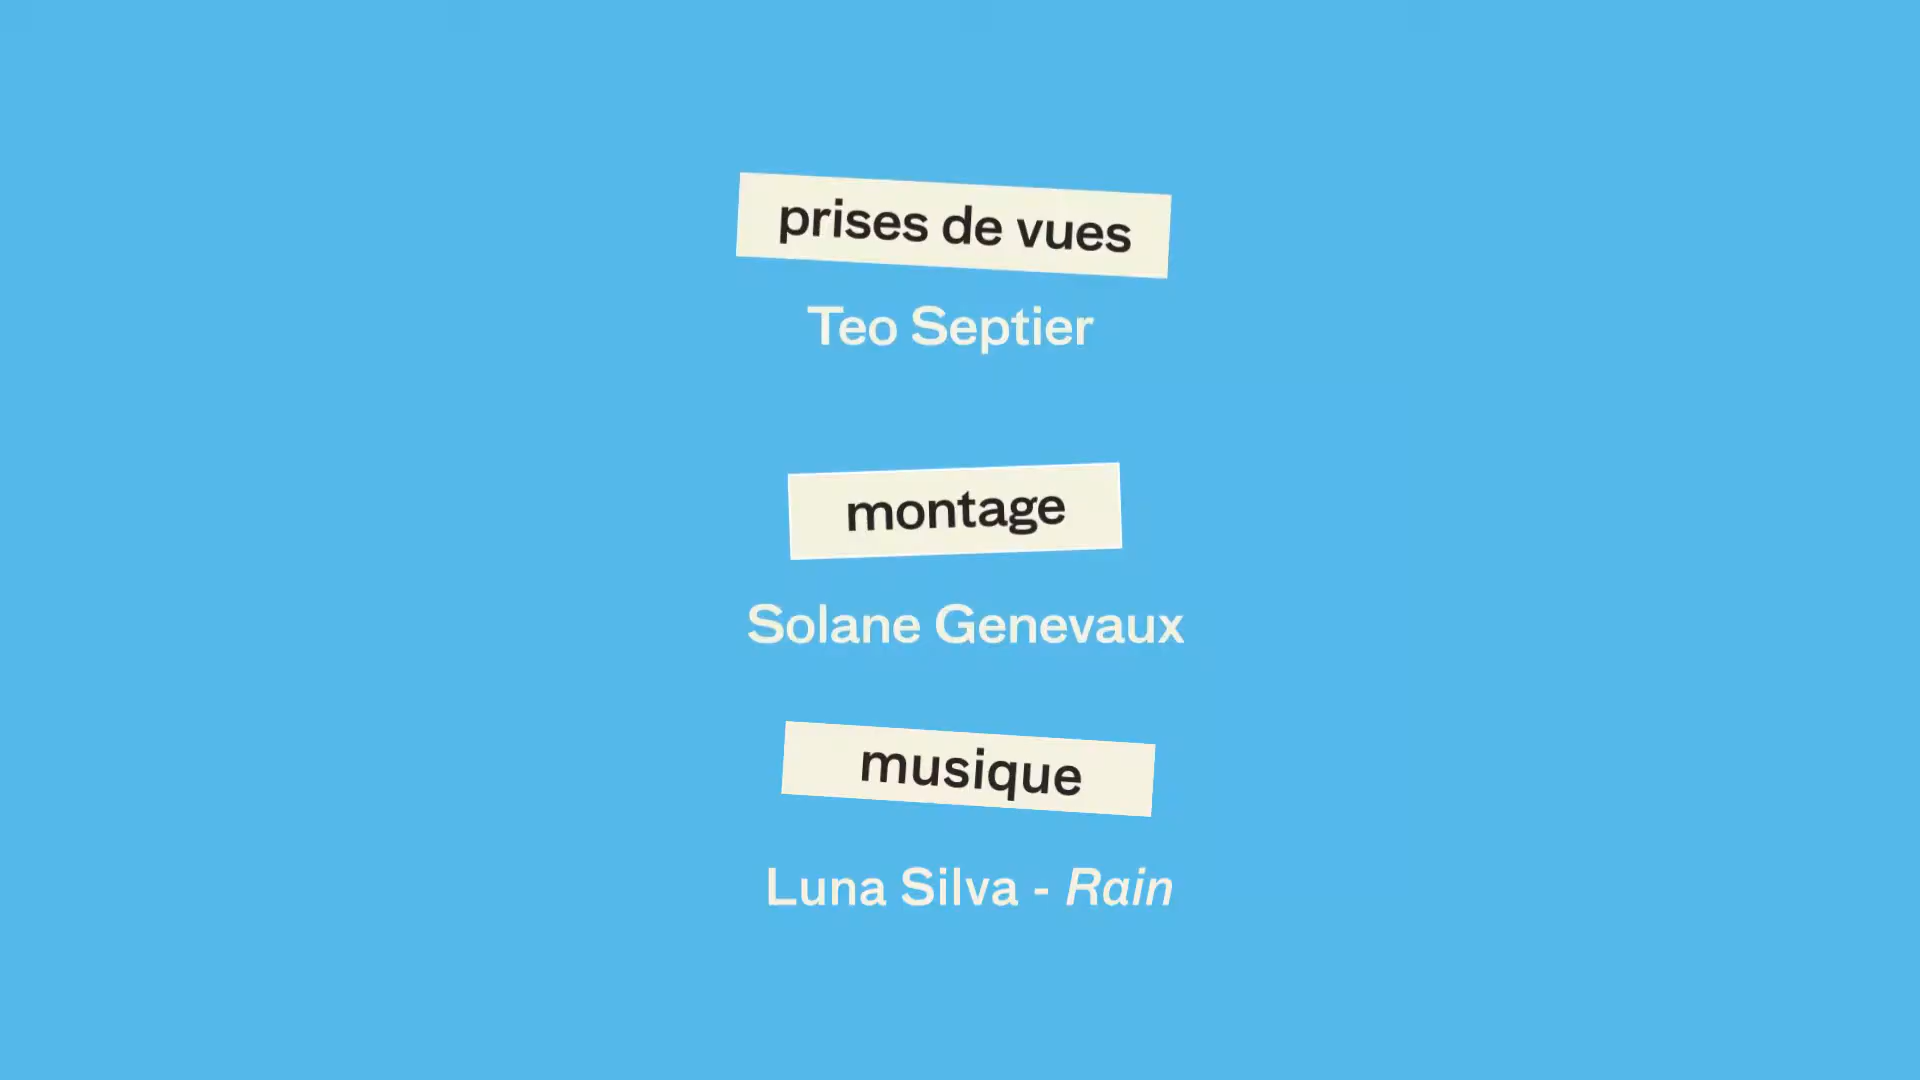 prises de vues
Teo Septier
montage
Solane Genevaux
musique
Luna Silva - Rain